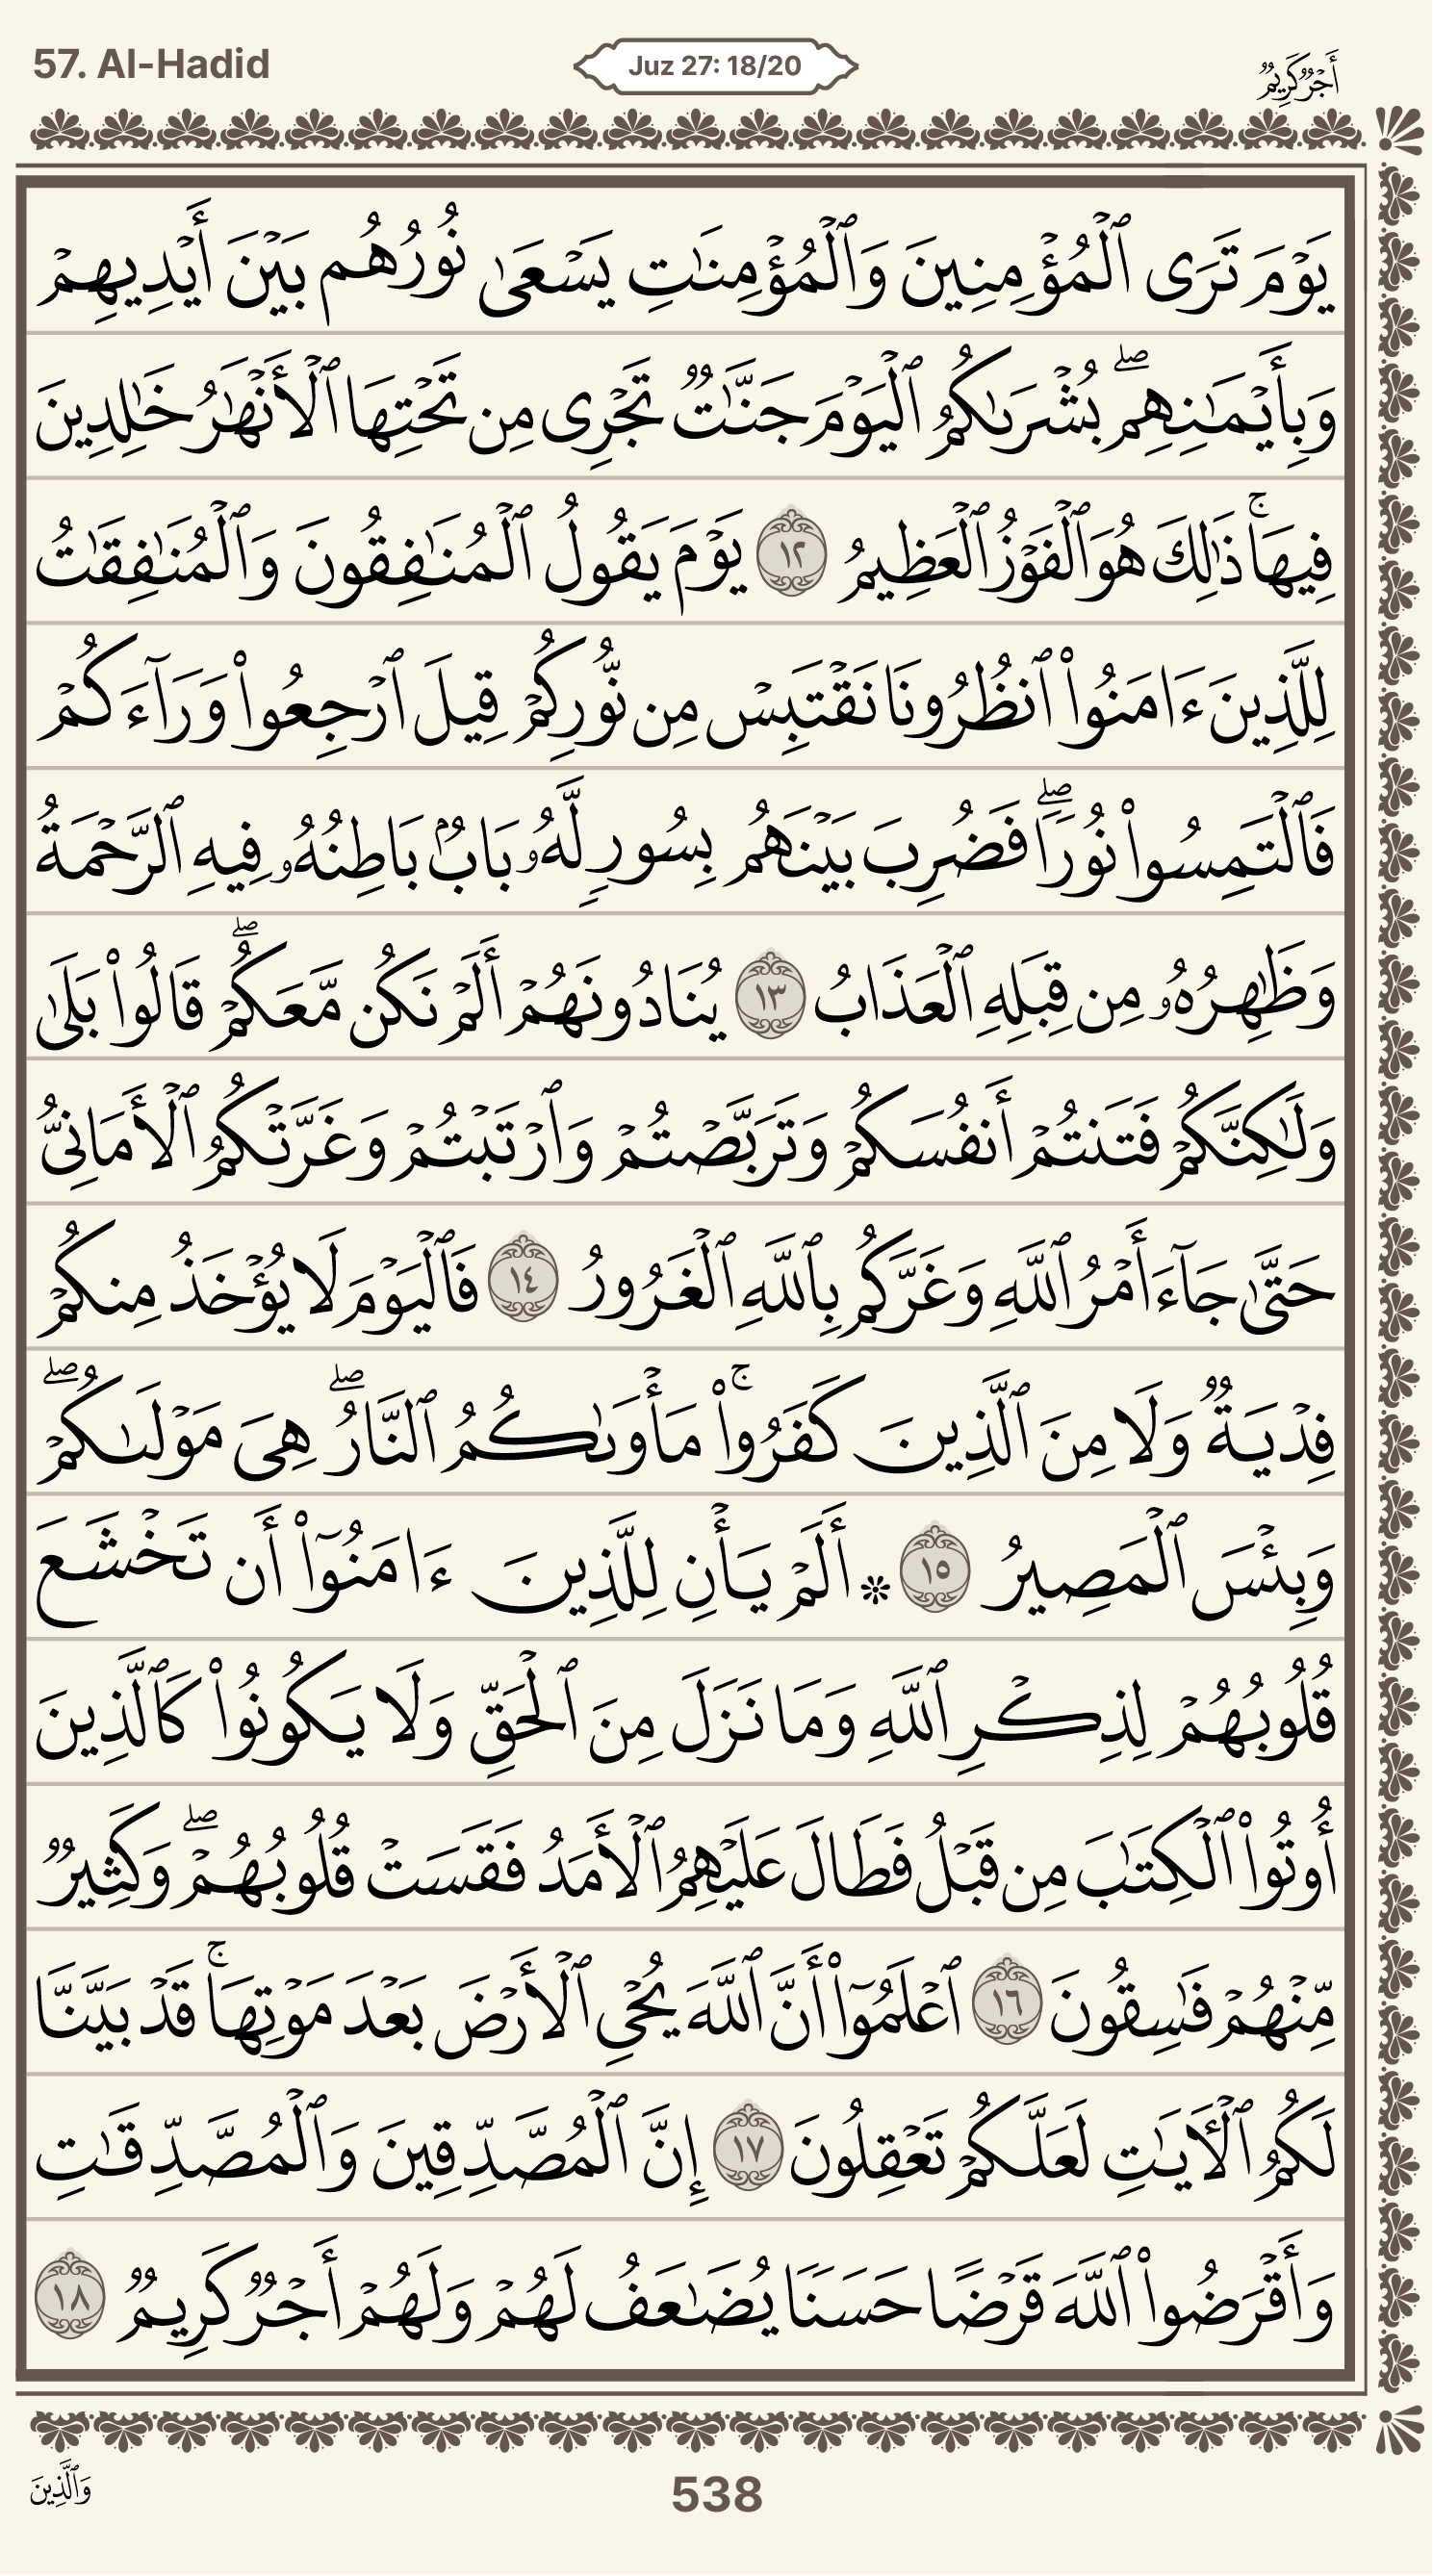 57. Al-Hadid
Juz 27: 18/20
أَجۡرٞ كَرِيمٞ
يَوۡمَ تَرَى ٱلۡمُؤۡمِنِينَ وَٱلۡمُؤۡمِنَٰتِ يَسۡعَىٰ نُورُهُم بَيۡنَ أَيۡدِيهِمۡ
وَبِأَيۡمَٰنِهِمۖ بُشۡرَىٰكُمُ ٱلۡيَوۡمَ جَنَّٰتٞ تَجۡرِى مِن تَحۡتِهَا ٱلۡأَنۡهَٰرُ خَٰلِدِينَ
فِيهَاۚ ذَٰلِكَ هُوَ ٱلۡفَوۡزُ ٱلۡعَظِيمُ ١٢ يَوۡمَ يَقُولُ ٱلۡمُنَٰفِقُونَ وَٱلۡمُنَٰفِقَٰتُ
لِلَّذِينَ ءَامَنُواْ ٱنظُرُونَا نَقۡتَبِسۡ مِن نُّورِكُمۡ قِيلَ ٱرۡجِعُواْ وَرَآءَكُمۡ
فَٱلۡتَمِسُواْ نُورٗاۖ فَضُرِبَ بَيۡنَهُم بِسُورٖ لَّهُۥ بَابُۢ بَاطِنُهُۥ فِيهِ ٱلرَّحۡمَةُ
وَظَٰهِرُهُۥ مِن قِبَلِهِ ٱلۡعَذَابُ ١٣ يُنَادُونَهُمۡ أَلَمۡ نَكُن مَّعَكُمۡۖ قَالُواْ بَلَىٰ
وَلَٰكِنَّكُمۡ فَتَنتُمۡ أَنفُسَكُمۡ وَتَرَبَّصۡتُمۡ وَٱرۡتَبۡتُمۡ وَغَرَّتۡكُمُ ٱلۡأَمَانِىُّ
حَتَّىٰ جَآءَ أَمۡرُ ٱللَّهِ وَغَرَّكُم بِٱللَّهِ ٱلۡغَرُورُ ١٤ فَٱلۡيَوۡمَ لَا يُؤۡخَذُ مِنكُمۡ
فِدۡيَةٞ وَلَا مِنَ ٱلَّذِينَ كَفَرُواْۚ مَأۡوَىٰكُمُ ٱلنَّارُۖ هِىَ مَوۡلَىٰكُمۡۖ
وَبِئۡسَ ٱلۡمَصِيرُ ١٥ ۞ أَلَمۡ يَأۡنِ لِلَّذِينَ ءَامَنُوٓاْ أَن تَخۡشَعَ
قُلُوبُهُمۡ لِذِكۡرِ ٱللَّهِ وَمَا نَزَلَ مِنَ ٱلۡحَقِّ وَلَا يَكُونُواْ كَٱلَّذِينَ
أُوتُواْ ٱلۡكِتَٰبَ مِن قَبۡلُ فَطَالَ عَلَيۡهِمُ ٱلۡأَمَدُ فَقَسَتۡ قُلُوبُهُمۡۖ وَكَثِيرٞ
مِّنۡهُمۡ فَٰسِقُونَ ١٦ ٱعۡلَمُوٓاْ أَنَّ ٱللَّهَ يُحۡىِ ٱلۡأَرۡضَ بَعۡدَ مَوۡتِهَاۚ قَدۡ بَيَّنَّا
لَكُمُ ٱلۡأٓيَٰتِ لَعَلَّكُمۡ تَعۡقِلُونَ ١٧ إِنَّ ٱلۡمُصَّدِّقِينَ وَٱلۡمُصَّدِّقَٰتِ
وَأَقۡرَضُواْ ٱللَّهَ قَرۡضًا حَسَنٗا يُضَٰعَفُ لَهُمۡ وَلَهُمۡ أَجۡرٞ كَرِيمٞ ١٨
وَٱلَّذِينَ
538